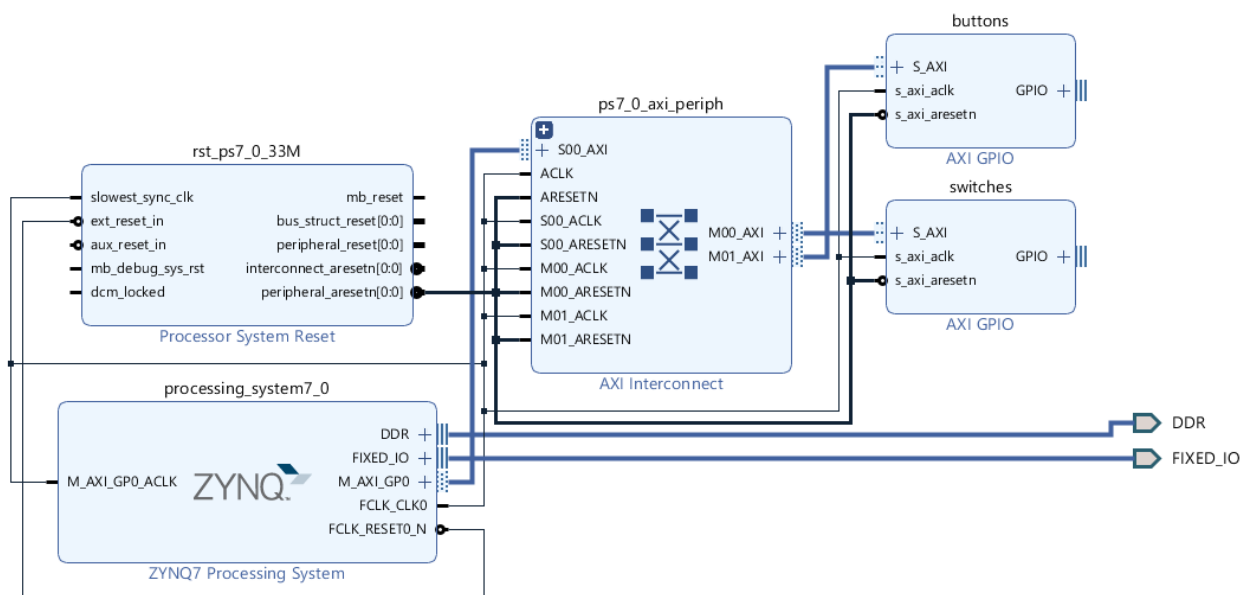 buttons
S_AXI
s_axi_aclk
s_axi_aresetn
GPIO
AXI GPIO
ps7_0_axi_periph
S00_AXI
ACLK
ARESETN
S00_ACLK
S00_ARESETN
M00_ACLK
M00_ARESETN
M01_ACLK
M01_ARESETN
M00_AXI
M01_AXI
AXI Interconnect
rst_ps7_0_33M
slowest_sync_clk
ext_reset_in
aux_reset_in
mb_debug_sys_rst
dcm_locked
mb_reset
bus_struct_reset[0:0]
peripheral_reset[0:0]
interconnect_aresetn[0:0]
peripheral_aresetn[0:0]
Processor System Reset
switches
S_AXI
s_axi_aclk
s_axi_aresetn
GPIO
AXI GPIO
processing_system7_0
M_AXI_GP0_ACLK
ZYNQ
DDR
FIXED_IO
M_AXI_GP0
FCLK_CLK0
FCLK_RESET0_N
ZYNQ7 Processing System
DDR
FIXED_IO